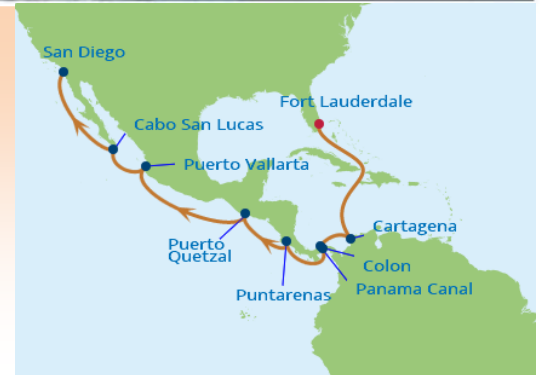 San Diego
Fort Lauderdale
Cabo San Lucas
Puerto Vallarta
Cartagena
Puerto
Quetzal
Colon
Puntarenas
Panama Canal